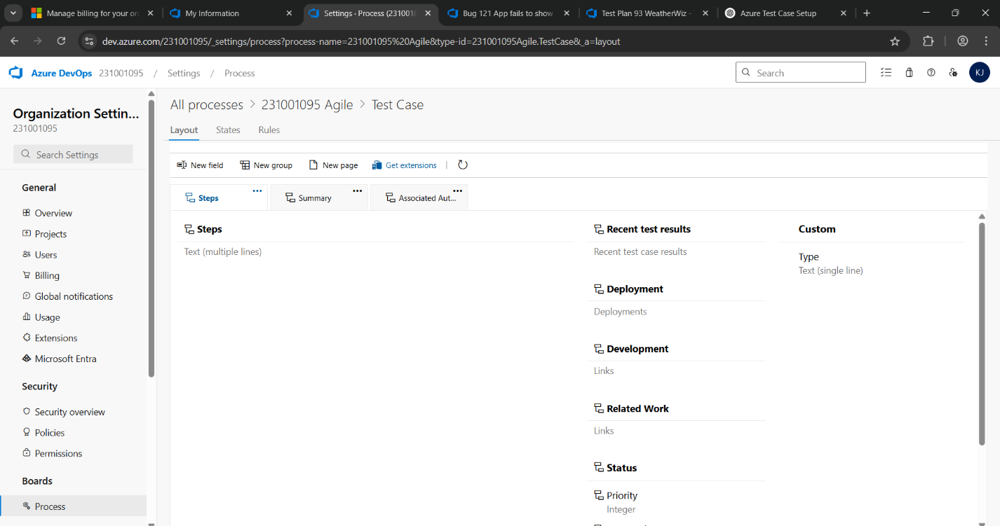 Manage billing for your or
My Information
Settings · Process (2310010
Bug 121 App fails to show
Test Plan 93 WeatherWiz -
Azure Test Case Setup
dev.azure.com/231001095/_settings/process?process-name=231001095%20Agile&type-id=231001095Agile.TestCase&_a=layout
Azure DevOps 231001095 / Settings / Process
Search
KJ
Organization Settin...
231001095
Search Settings
General
Overview
Projects
Users
Billing
Global notifications
Usage
Extensions
Microsoft Entra
Security
Security overview
Policies
Permissions
Boards
Process
All processes > 231001095 Agile > Test Case
Layout
States
Rules
New field
New group
New page
Get extensions
Steps
Summary
Associated Aut...
Steps
Text (multiple lines)
Recent test results
Recent test case results
Deployment
Deployments
Development
Links
Related Work
Links
Status
Priority
Integer
Custom
Type
Text (single line)